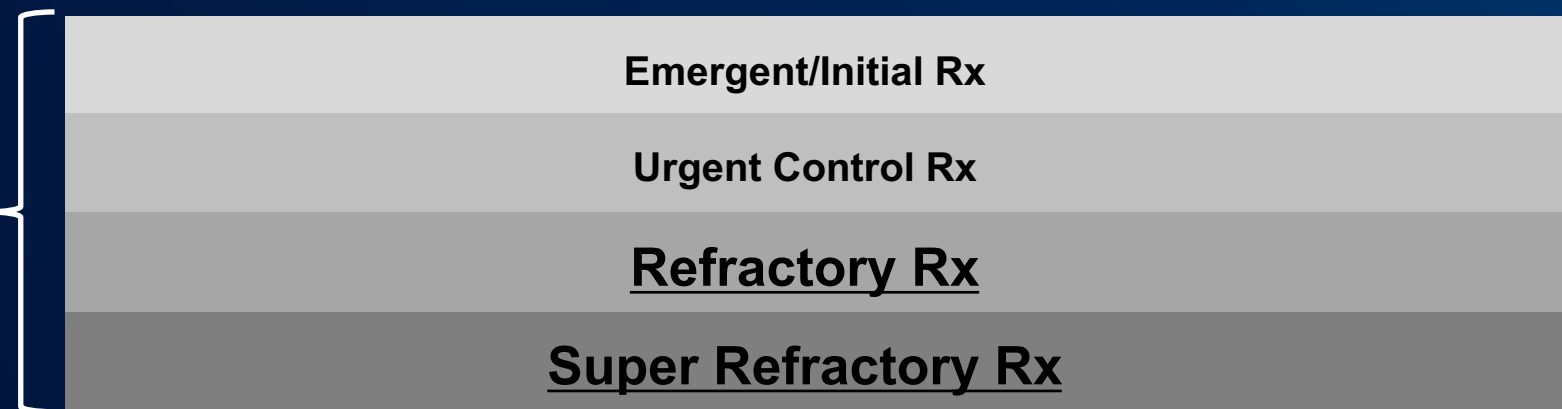 Emergent/Initial Rx
Urgent Control Rx
Refractory Rx
Super Refractory Rx